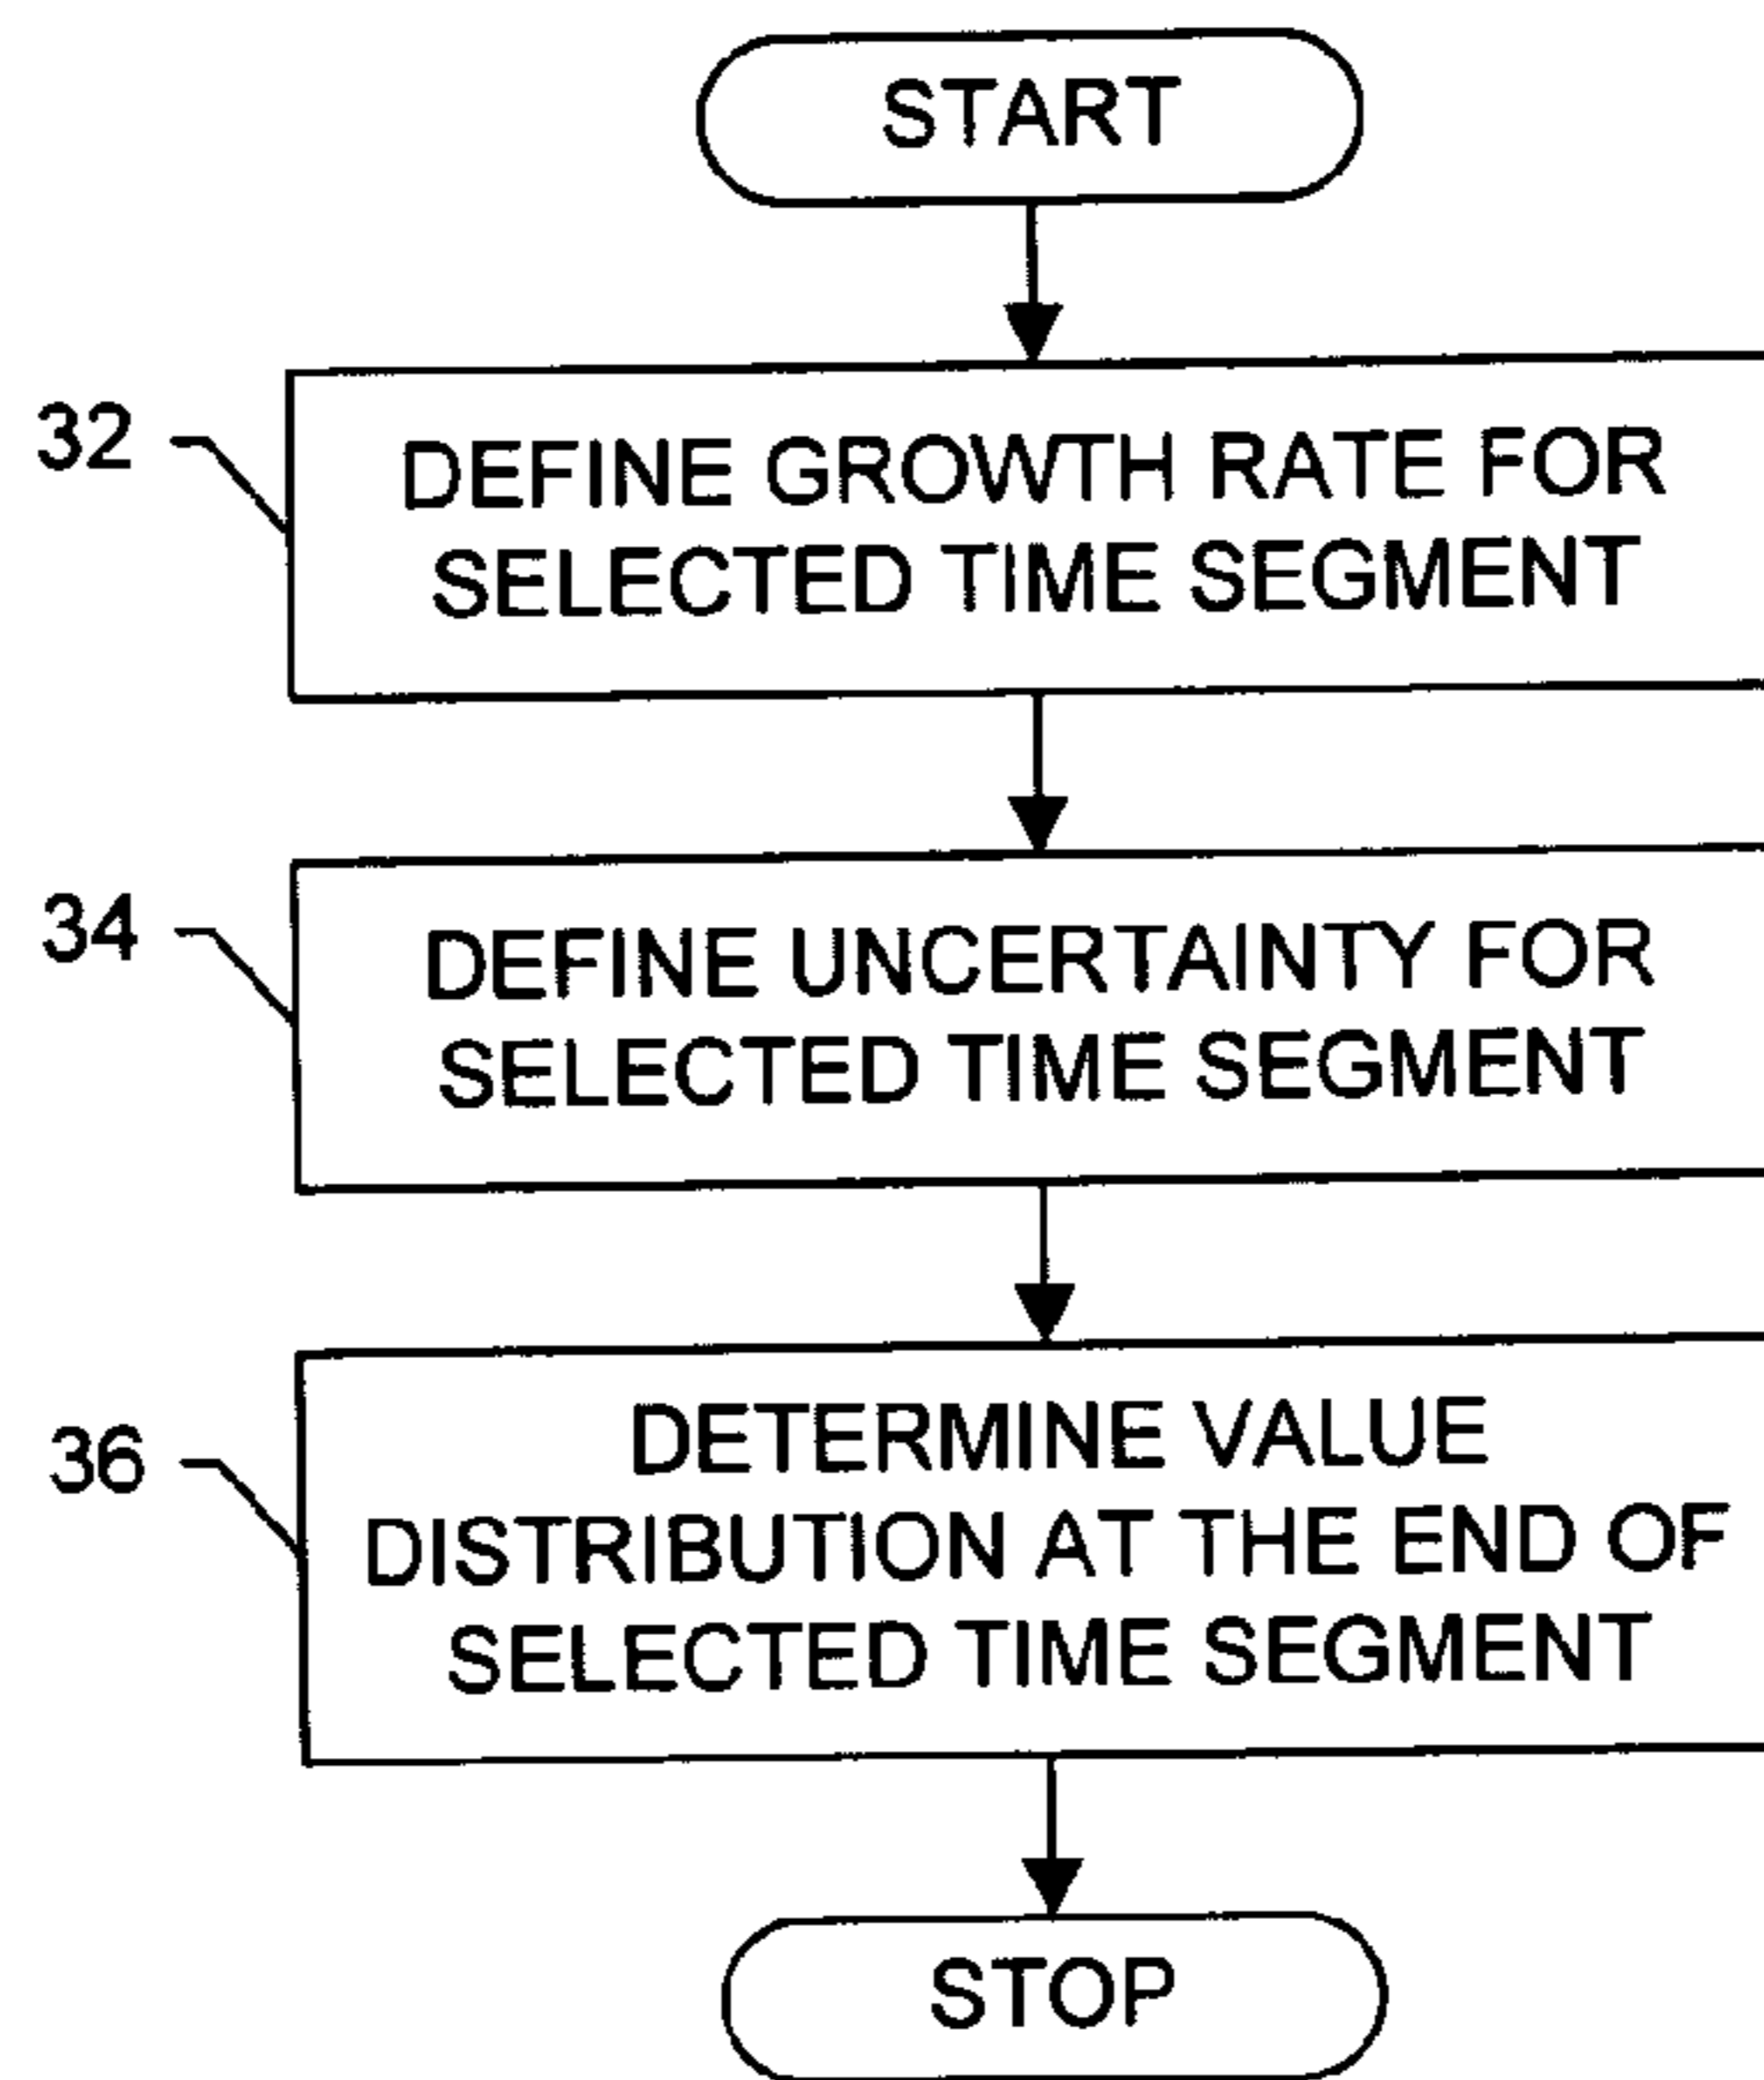 START
32
DEFINE GROWTH RATE FOR
SELECTED TIME SEGMENT
34
DEFINE UNCERTAINTY FOR
SELECTED TIME SEGMENT
36
DETERMINE VALUE
DISTRIBUTION AT THE END OF
SELECTED TIME SEGMENT
STOP